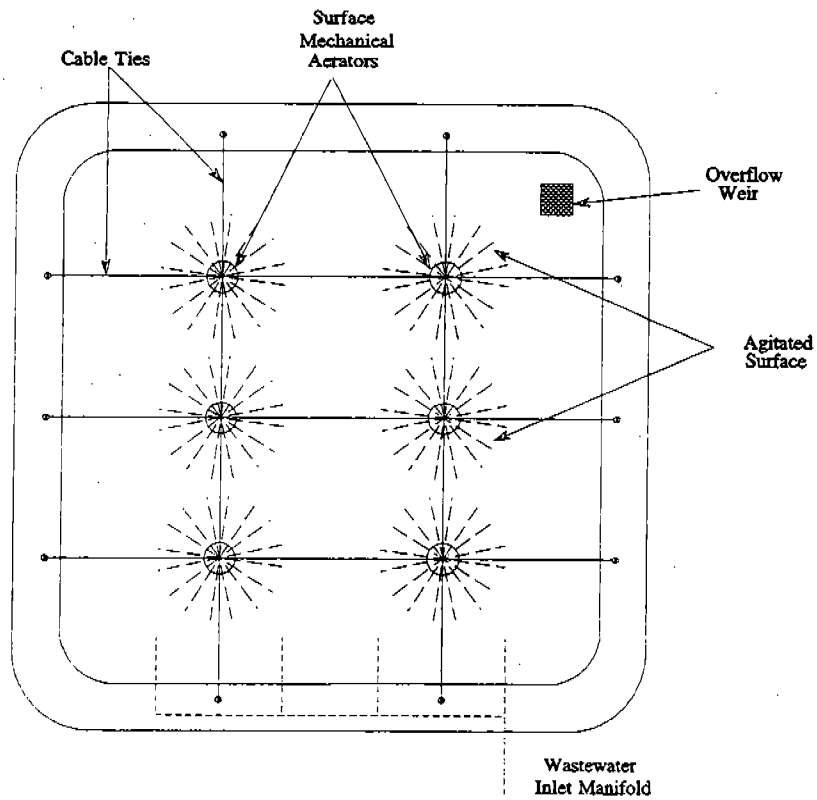 Surface
Mechanical
Aerators
Cable Ties
Overflow
Weir
Agitated
Surface
Wastewater
Inlet Manifold